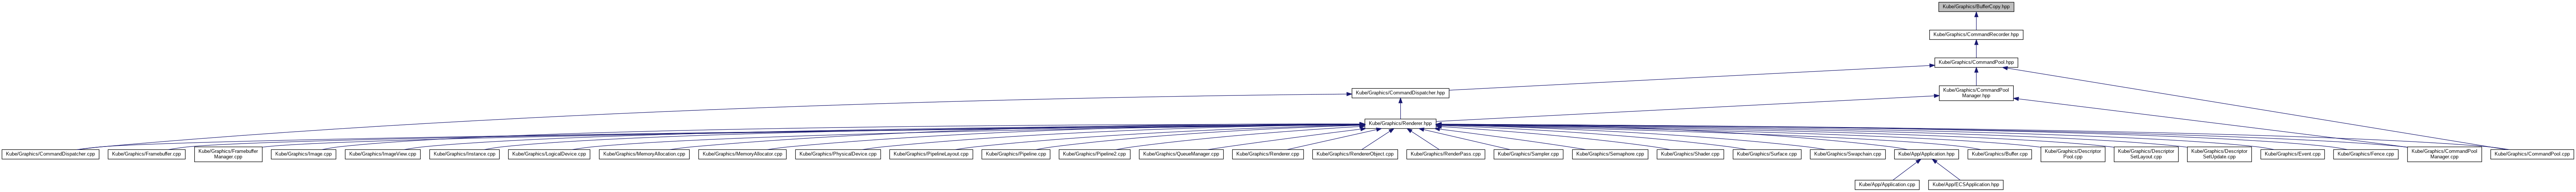 Kube/Graphics/BufferCopy.hpp
Kube/Graphics/CommandRecorder.hpp
Kube/Graphics/CommandPool.hpp
Kube/Graphics/CommandDispatcher.hpp
Kube/Graphics/CommandPool
Manager.hpp
Kube/Graphics/Renderer.hpp
Kube/Graphics/CommandDispatcher.cpp
Kube/Graphics/Framebuffer.cpp
Kube/Graphics/Framebuffer
Manager.cpp
Kube/Graphics/Image.cpp
Kube/Graphics/ImageView.cpp
Kube/Graphics/Instance.cpp
Kube/Graphics/LogicalDevice.cpp
Kube/Graphics/MemoryAllocation.cpp
Kube/Graphics/MemoryAllocator.cpp
Kube/Graphics/PhysicalDevice.cpp
Kube/Graphics/PipelineLayout.cpp
Kube/Graphics/Pipeline.cpp
Kube/Graphics/Pipeline2.cpp
Kube/Graphics/QueueManager.cpp
Kube/Graphics/Renderer.cpp
Kube/Graphics/RendererObject.cpp
Kube/Graphics/RenderPass.cpp
Kube/Graphics/Sampler.cpp
Kube/Graphics/Semaphore.cpp
Kube/Graphics/Shader.cpp
Kube/Graphics/Surface.cpp
Kube/Graphics/Swapchain.cpp
Kube/App/Application.hpp
Kube/Graphics/Buffer.cpp
Kube/Graphics/Descriptor
Pool.cpp
Kube/Graphics/Descriptor
SetLayout.cpp
Kube/Graphics/Descriptor
SetUpdate.cpp
Kube/Graphics/Event.cpp
Kube/Graphics/Fence.cpp
Kube/Graphics/CommandPool
Manager.cpp
Kube/Graphics/CommandPool.cpp
Kube/App/Application.cpp
Kube/App/ECSApplication.hpp